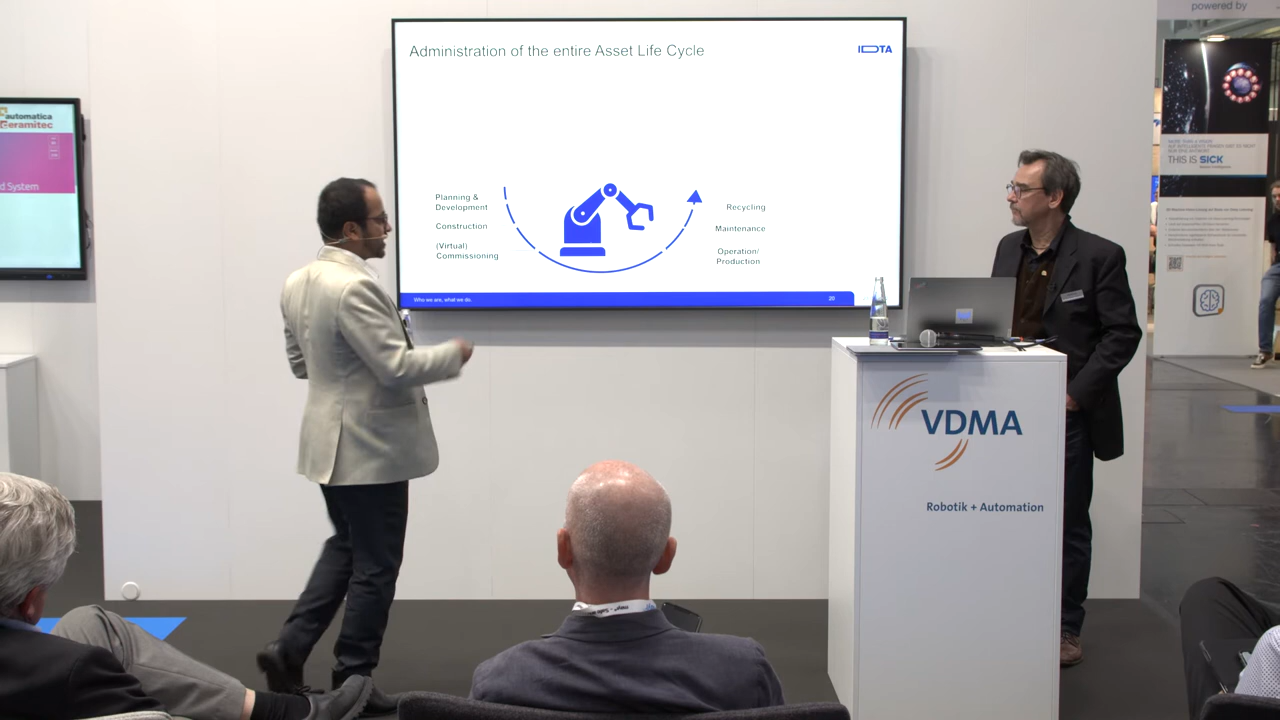 powered by
automatica
ceramitec
d System
Administration of the entire Asset Life Cycle
IDTA
Planning &
Development
Construction
(Virtual)
Commissioning
Recycling
Maintenance
Operation/
Production
Who we are, what we do.
20
THIS IS SICK
VDMA
Robotik + Automation